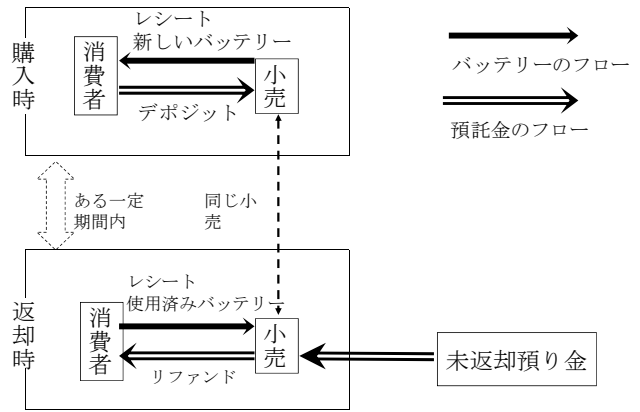 レシート
新しいバッテリー
購入時
消費者
小売
デポジット
バッテリーのフロー
預託金のフロー
ある一定
期間内
同じ小
売
レシート
使用済みバッテリー
返却時
消費者
小売
リファンド
未返却預り金